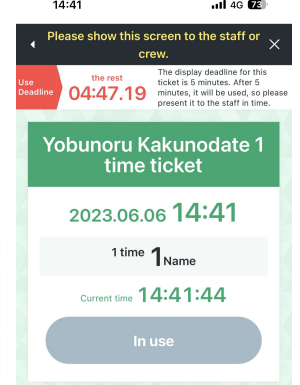 14:41
4G 73
Please show this screen to the staff or
crew.
Use
Deadline
the rest
04:47.19
The display deadline for this
ticket is 5 minutes. After 5
minutes, it will be used, so please
present it to the staff in time.
Yobunoru Kakunodate 1
time ticket
2023.06.06 14:41
1 time 1 Name
Current time 14:41:44
In use